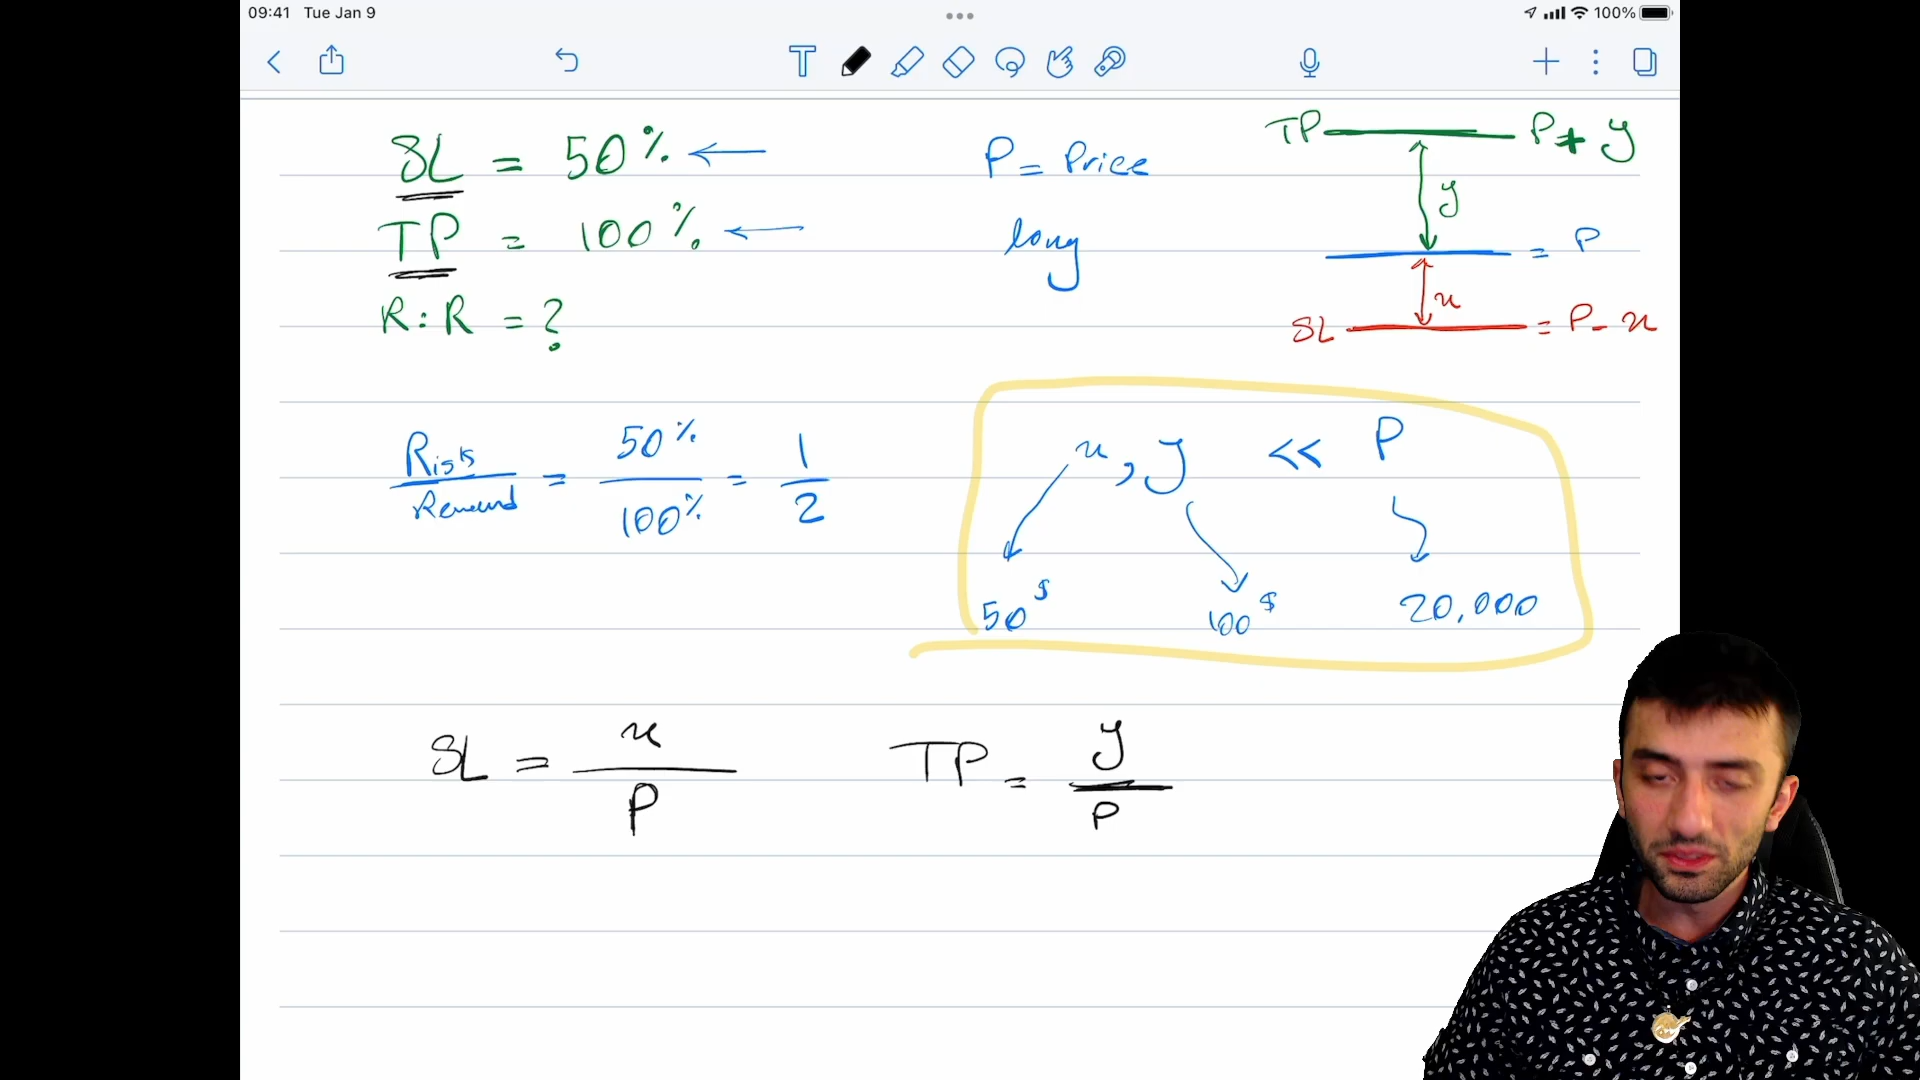 09:41 Tue Jan 9
100%
SL = 50% ←
TP = 100% ←
R:R = ?
P = Price
long
TP P + y
y
= P
x
SL = P - x
Risk/Reward = 50%/100% = 1/2
x, y << P
50$ 100$ 20,000
SL = x/P TP = y/P